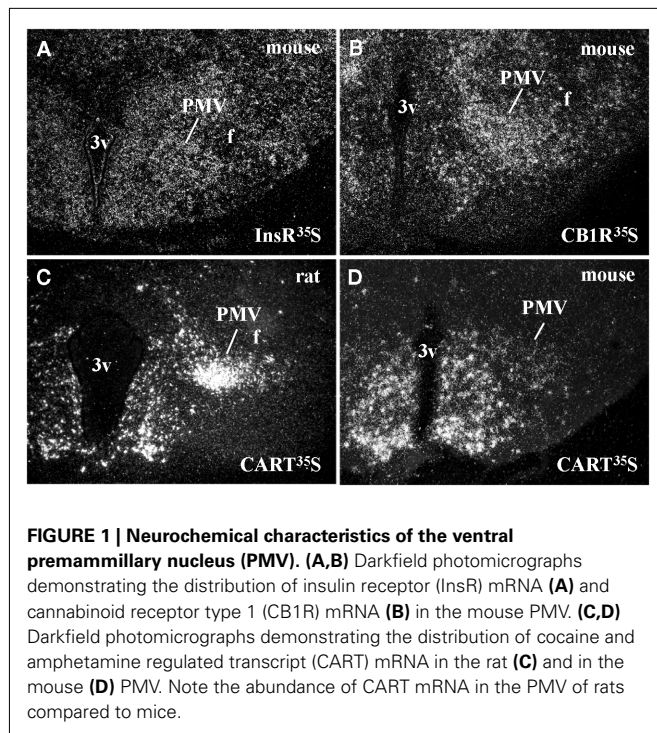 A
mouse
PMV
f
3v
InsR³⁵S
B
mouse
PMV
f
3v
CB1R³⁵S
C
rat
PMV
f
3v
CART³⁵S
D
mouse
PMV
3v
CART³⁵S
FIGURE 1 | Neurochemical characteristics of the ventral
premammillary nucleus (PMV). (A,B) Darkfield photomicrographs
demonstrating the distribution of insulin receptor (InsR) mRNA (A) and
cannabinoid receptor type 1 (CB1R) mRNA (B) in the mouse PMV. (C,D)
Darkfield photomicrographs demonstrating the distribution of cocaine and
amphetamine regulated transcript (CART) mRNA in the rat (C) and in the
mouse (D) PMV. Note the abundance of CART mRNA in the PMV of rats
compared to mice.